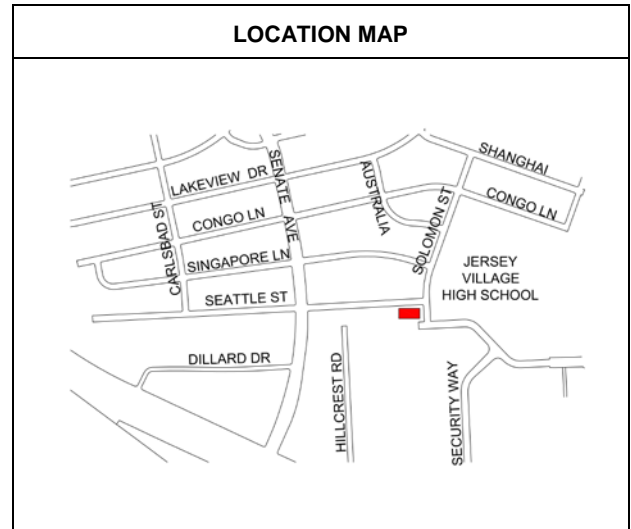 LOCATION MAP
SHANGHAI
LAKEVIEW DR
SENATE AVE
AUSTRALIA
CONGO LN
CONGO LN
CARLSBAD ST
SOLOMON ST
SINGAPORE LN
JERSEY
VILLAGE
HIGH SCHOOL
SEATTLE ST
DILLARD DR
HILLCREST RD
SECURITY WAY